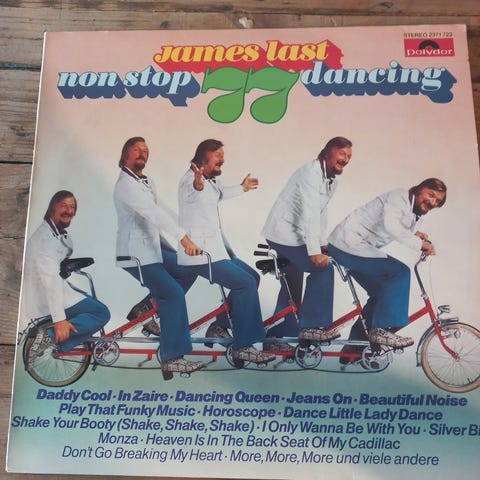 STEREO 2371 723
polydor
james last
non stop 77 dancing
Daddy Cool · In Zaire · Dancing Queen · Jeans On · Beautiful Noise
Play That Funky Music · Horoscope · Dance Little Lady Dance
Shake Your Booty (Shake, Shake, Shake) · I Only Wanna Be With You · Silver
Monza · Heaven Is In The Back Seat Of My Cadillac
Don't Go Breaking My Heart · More, More, More und viele andere